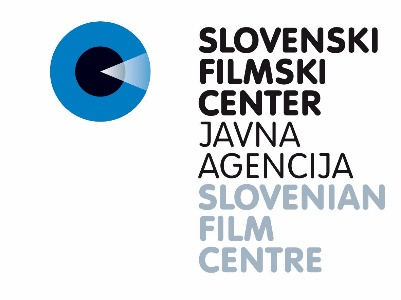 SLOVENSKI
FILMSKI
CENTER
JAVNA
AGENCIJA
SLOVENIAN
FILM
CENTRE